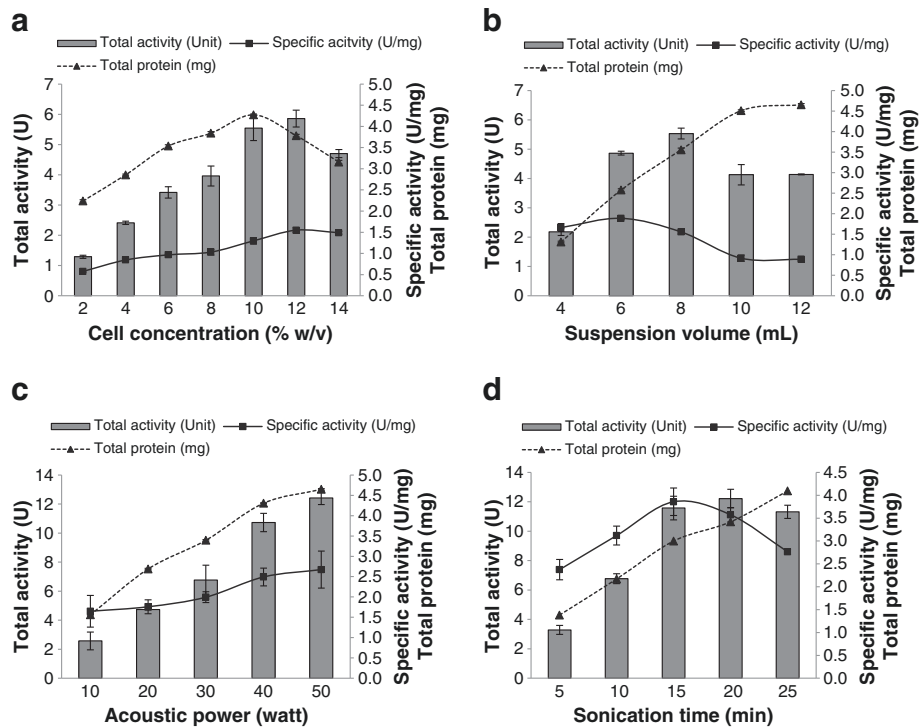 a
Total activity (Unit) Specific acitvity (U/mg)
Total protein (mg)
7
6
5
4
3
2
1
0
Total activity (U)
5.0
4.5
4.0
3.5
3.0
2.5
2.0
1.5
1.0
0.5
0.0
Specific activity (U/mg)
Total protein (mg)
2 4 6 8 10 12 14
Cell concentration (% w/v)
b
Total activity (Unit) Specific activity (U/mg)
Total protein (mg)
7
6
5
4
3
2
1
0
Total activity (U)
5.0
4.5
4.0
3.5
3.0
2.5
2.0
1.5
1.0
0.5
0.0
Specific activity (U/mg)
Total protein (mg)
4 6 8 10 12
Suspension volume (mL)
c
Total activity (Unit) Specific activity (U/mg)
Total protein (mg)
14
12
10
8
6
4
2
0
Total activity (U)
5.0
4.5
4.0
3.5
3.0
2.5
2.0
1.5
1.0
0.5
0.0
Specific activity (U/mg)
Total protein (mg)
10 20 30 40 50
Acoustic power (watt)
d
Total activity (Unit) Specific activity (U/mg)
Total protein (mg)
14
12
10
8
6
4
2
0
Total activity (U)
4.5
4.0
3.5
3.0
2.5
2.0
1.5
1.0
0.5
0.0
Specific activity (U/mg)
Total protein (mg)
5 10 15 20 25
Sonication time (min)